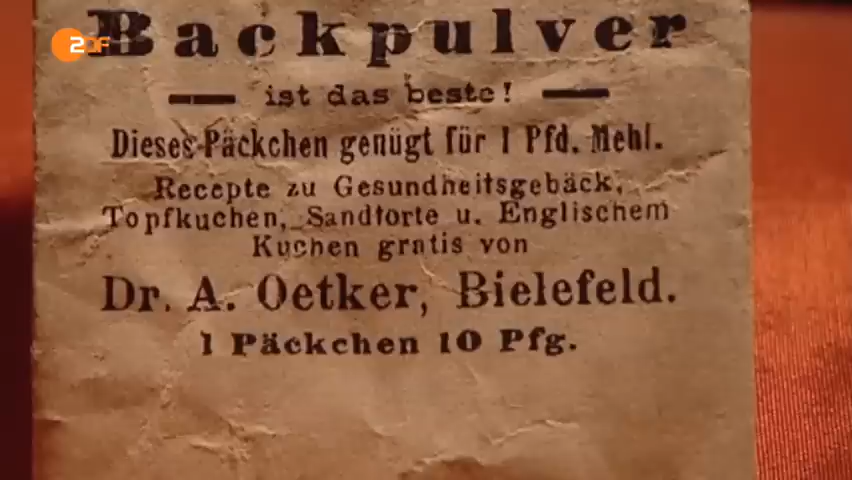 ZDF
Backpulver
ist das beste!
Dieses Päckchen genügt für 1 Pfd. Mehl.
Recepte zu Gesundheitsgebäck,
Topfkuchen, Sandtorte u. Englischem
Kuchen gratis von
Dr. A. Oetker, Bielefeld.
1 Päckchen 10 Pfg.